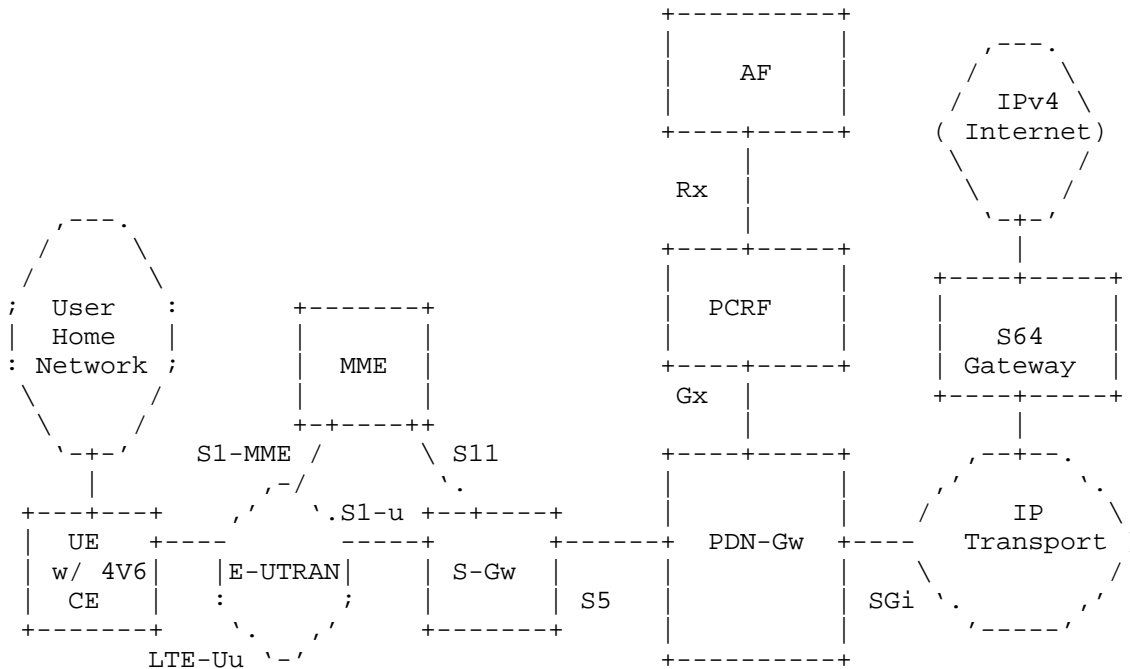 AF
IPv4
Internet
Rx
User
Home
Network
PCRF
MME
S64
Gateway
Gx
S1-MME
S11
S1-u
UE
w/ 4V6
CE
E-UTRAN
S-Gw
PDN-Gw
IP
Transport
S5
SGi
LTE-Uu